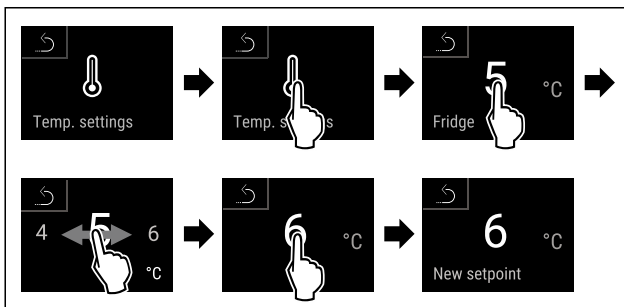 Temp. settings
Temp.
5 °C
Fridge
4 5 6
°C
6 °C
6 °C
New setpoint